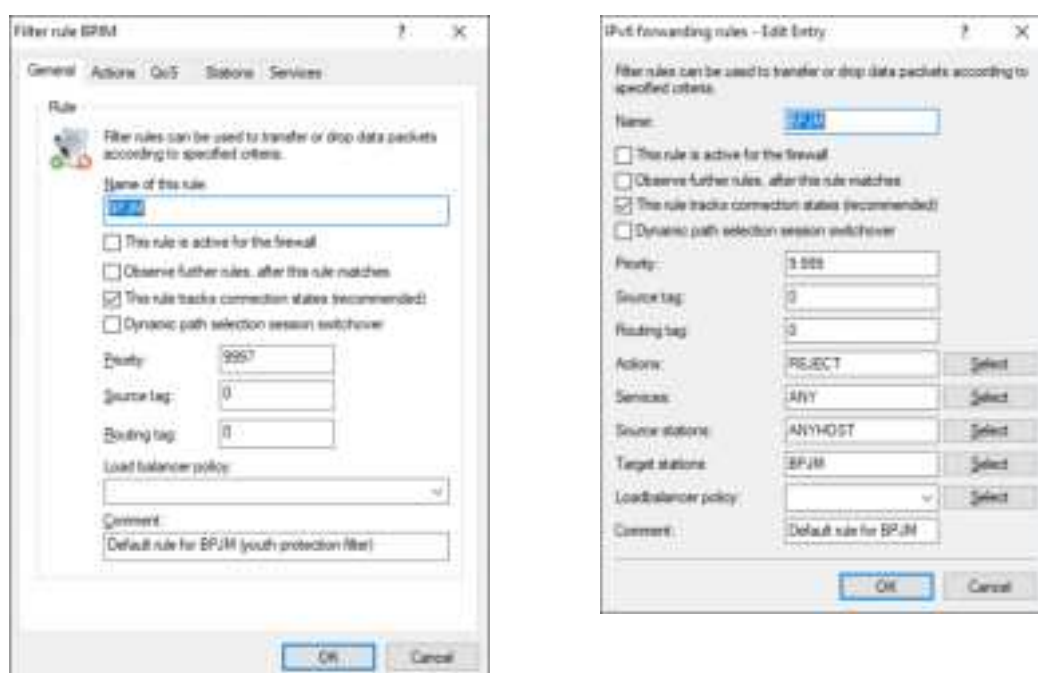 Filter rule BPJM
? ×
General Actions QoS Stations Services
Rule
Filter rules can be used to transfer or drop data packets
according to specified criteria.
Name of this rule:
BPJM
This rule is active for the firewall
Observe further rules, after this rule matches
This rule tracks connection states (recommended)
Dynamic path selection session switchover
Priority:
9997
Source tag:
0
Routing tag:
0
Load balancer policy:
Comment:
Default rule for BPJM (youth protection filter)
OK Cancel
IPv6 forwarding rules - Edit Entry
? ×
Filter rules can be used to transfer or drop data packets according to
specified criteria.
Name: BPJM
This rule is active for the firewall
Observe further rules, after this rule matches
This rule tracks connection states (recommended)
Dynamic path selection session switchover
Priority:
Source tag: 0
Routing tag: 0
Actions: REJECT Select
Services: ANY Select
Source stations: ANYHOST Select
Target stations: BPJM Select
Loadbalancer policy: Select
Comment: Default rule for BPJM
OK Cancel